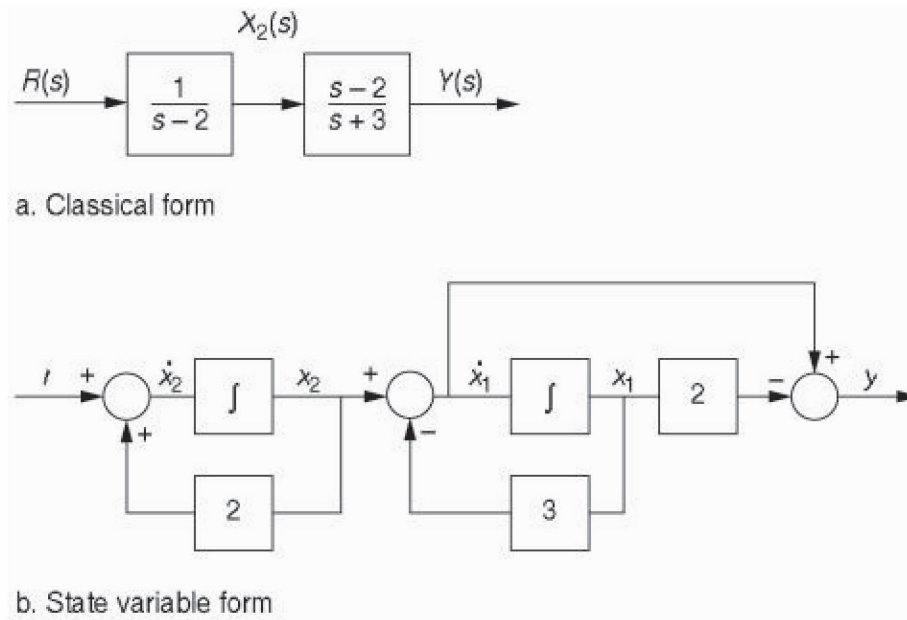 X₂(s)
R(s) 1/(s − 2) (s − 2)/(s + 3) Y(s)
a. Classical form
r + ẋ₂ ∫ x₂ + ẋ₁ ∫ x₁ 2 − + y
+ 2 − 3
b. State variable form